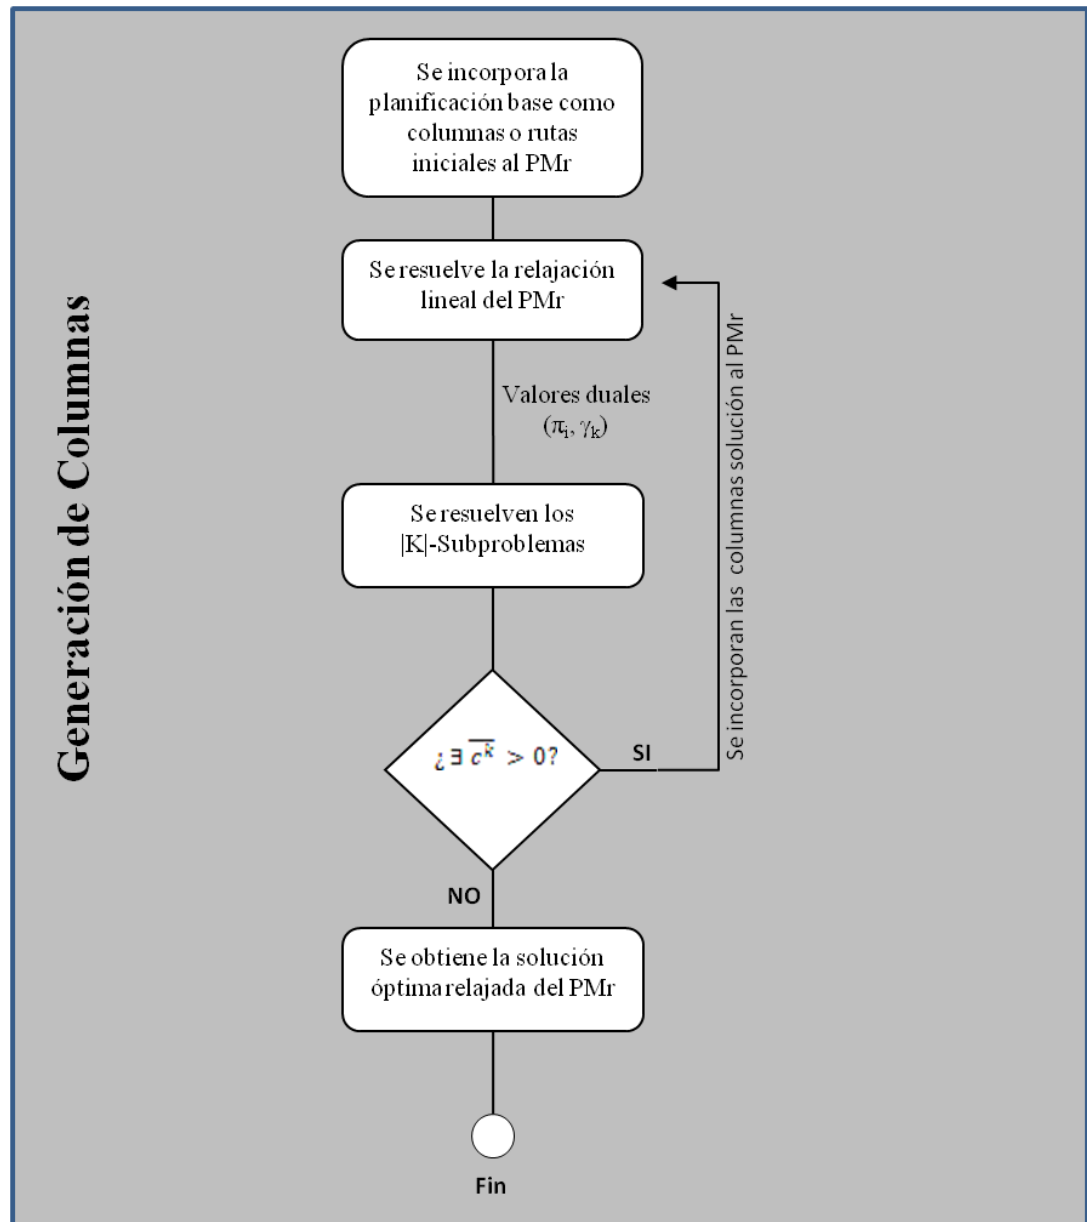 Generación de Columnas
Se incorpora la
planificación base como
columnas o rutas
iniciales al PMr
Se resuelve la relajación
lineal del PMr
Valores duales
(πi, γk)
Se resuelven los
|K|-Subproblemas
¿∃ c̅ᵏ̅ > 0?
SI
Se incorporan las columnas solución al PMr
NO
Se obtiene la solución
óptima relajada del PMr
Fin